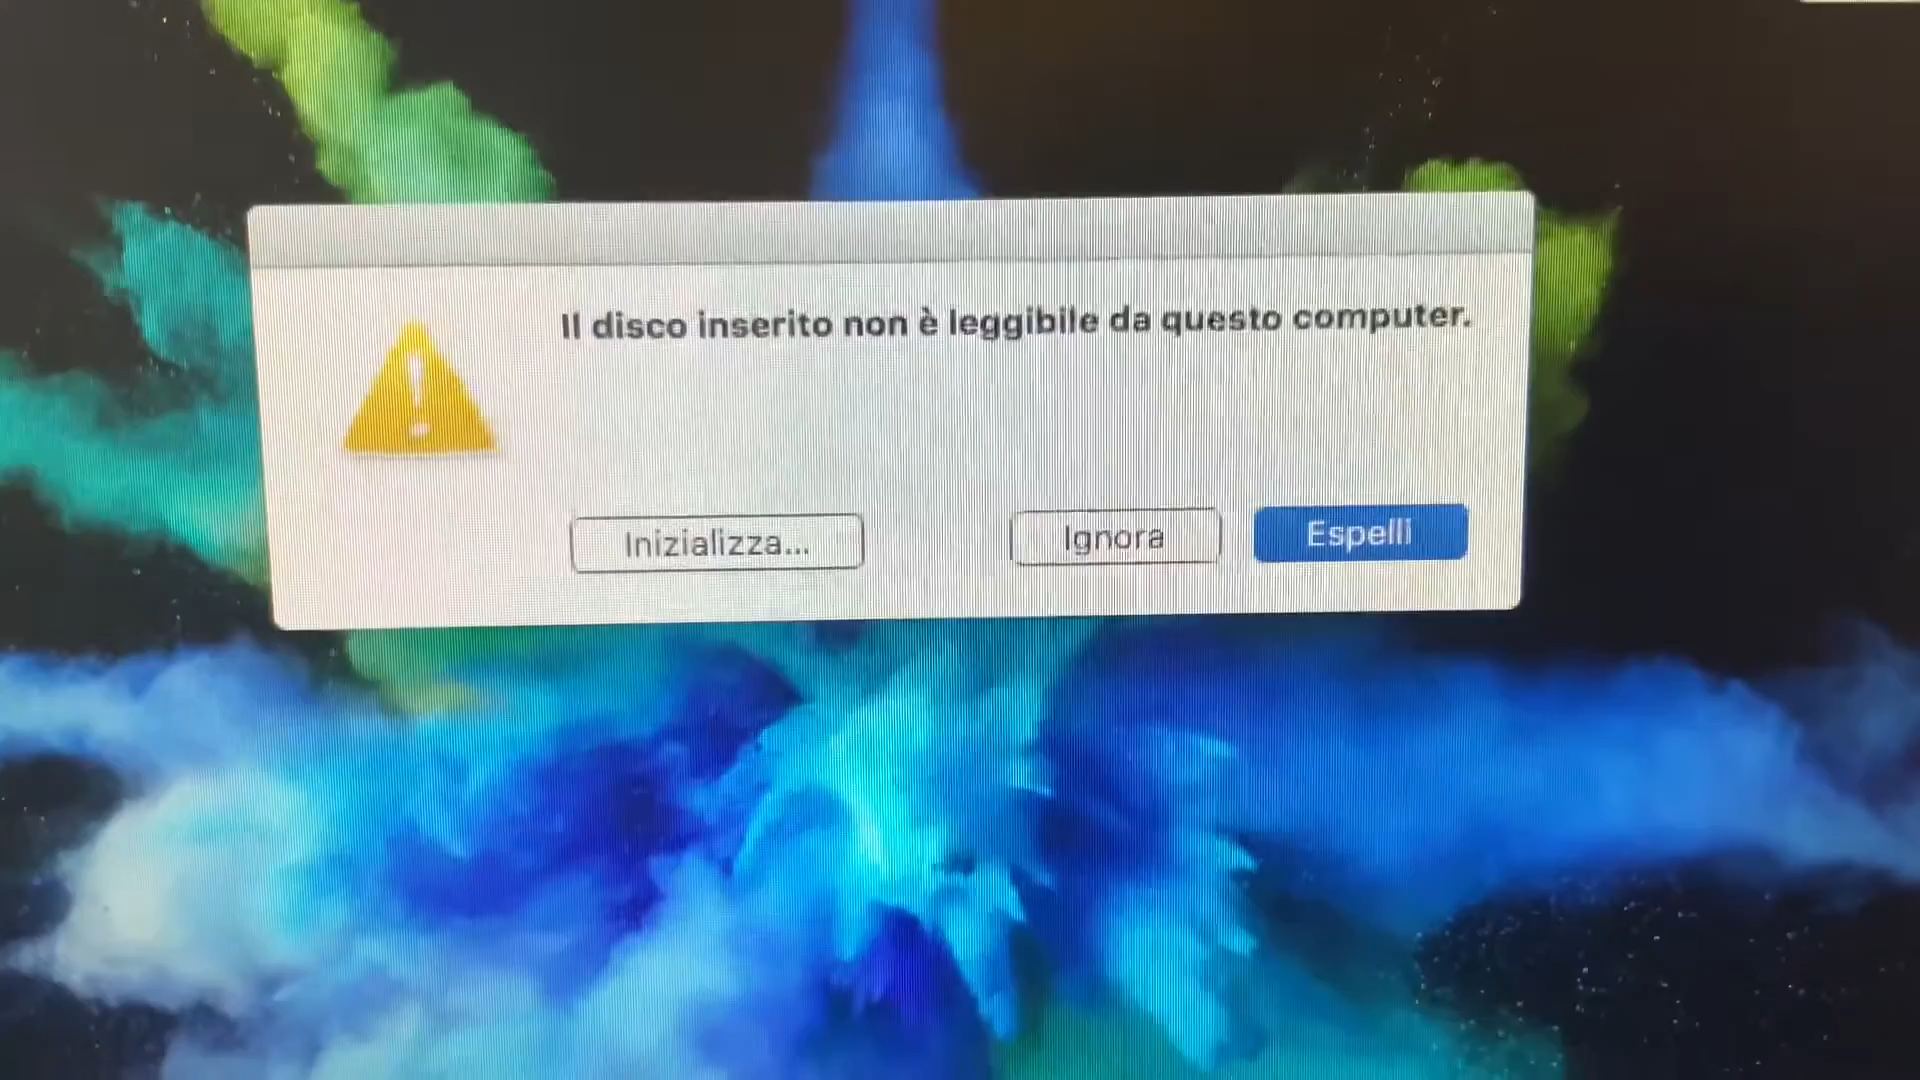 Il disco inserito non è leggibile da questo computer.
Inizializza...
Ignora
Espelli